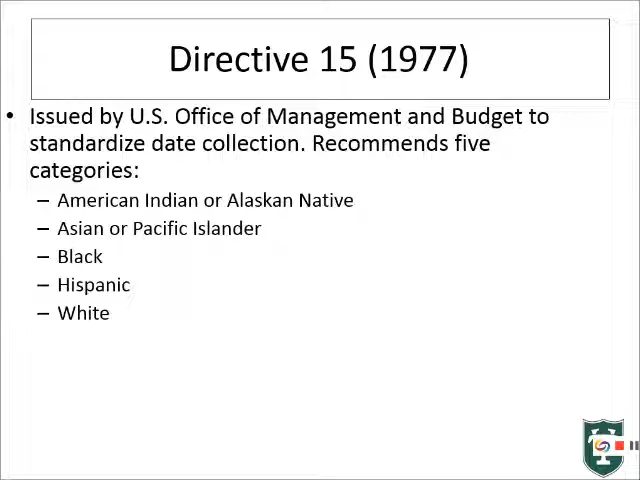 Directive 15 (1977)
• Issued by U.S. Office of Management and Budget to
standardize date collection. Recommends five
categories:
– American Indian or Alaskan Native
– Asian or Pacific Islander
– Black
– Hispanic
– White